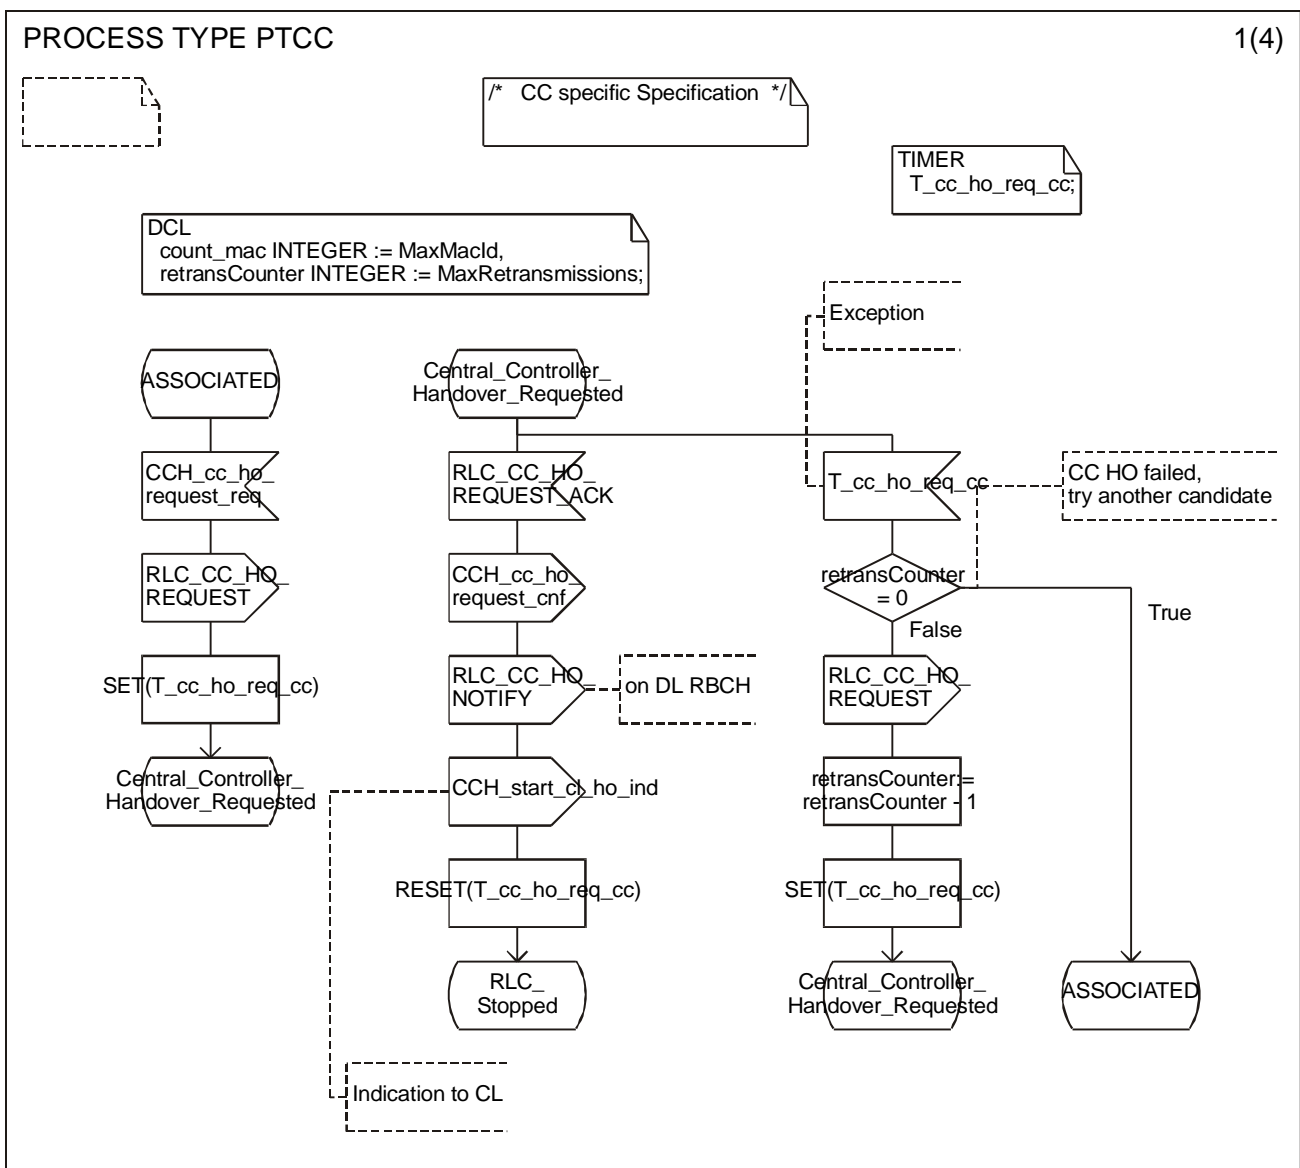 PROCESS TYPE PTCC
1(4)
/* CC specific Specification */
TIMER
T_cc_ho_req_cc;
DCL
count_mac INTEGER := MaxMacId,
retransCounter INTEGER := MaxRetransmissions;
Exception
ASSOCIATED
CCH_cc_ho_
request_req
RLC_CC_HO_
REQUEST
SET(T_cc_ho_req_cc)
Central_Controller_
Handover_Requested
Central_Controller_
Handover_Requested
RLC_CC_HO_
REQUEST_ACK
CCH_cc_ho_
request_cnf
RLC_CC_HO_
NOTIFY
on DL RBCH
CCH_start_cl_ho_ind
RESET(T_cc_ho_req_cc)
RLC_
Stopped
Indication to CL
T_cc_ho_req_cc
CC HO failed,
try another candidate
retransCounter
= 0
True
False
RLC_CC_HO_
REQUEST
retransCounter:=
retransCounter - 1
SET(T_cc_ho_req_cc)
Central_Controller_
Handover_Requested
ASSOCIATED